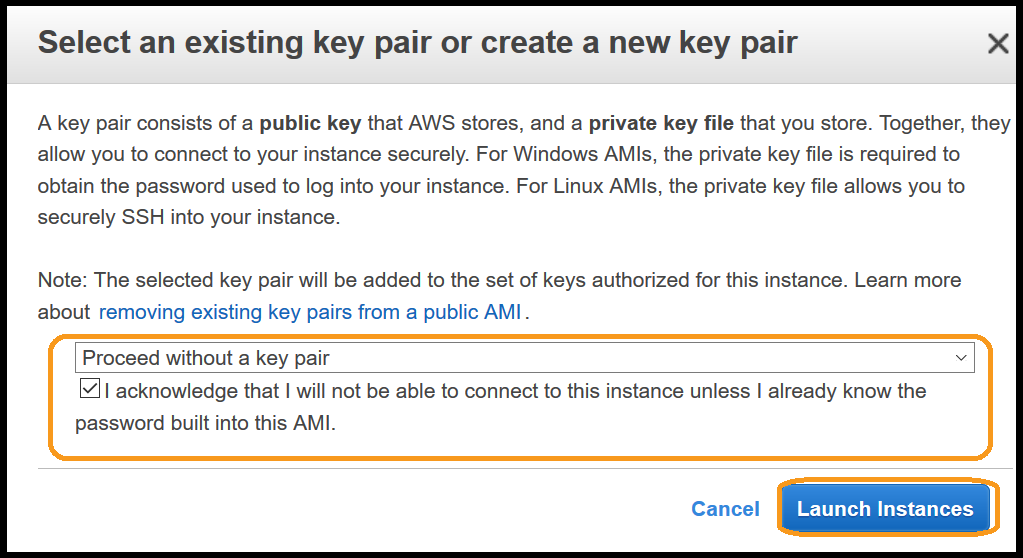 Select an existing key pair or create a new key pair
A key pair consists of a public key that AWS stores, and a private key file that you store. Together, they
allow you to connect to your instance securely. For Windows AMIs, the private key file is required to
obtain the password used to log into your instance. For Linux AMIs, the private key file allows you to
securely SSH into your instance.
Note: The selected key pair will be added to the set of keys authorized for this instance. Learn more
about removing existing key pairs from a public AMI.
Proceed without a key pair
I acknowledge that I will not be able to connect to this instance unless I already know the
password built into this AMI.
Cancel Launch Instances